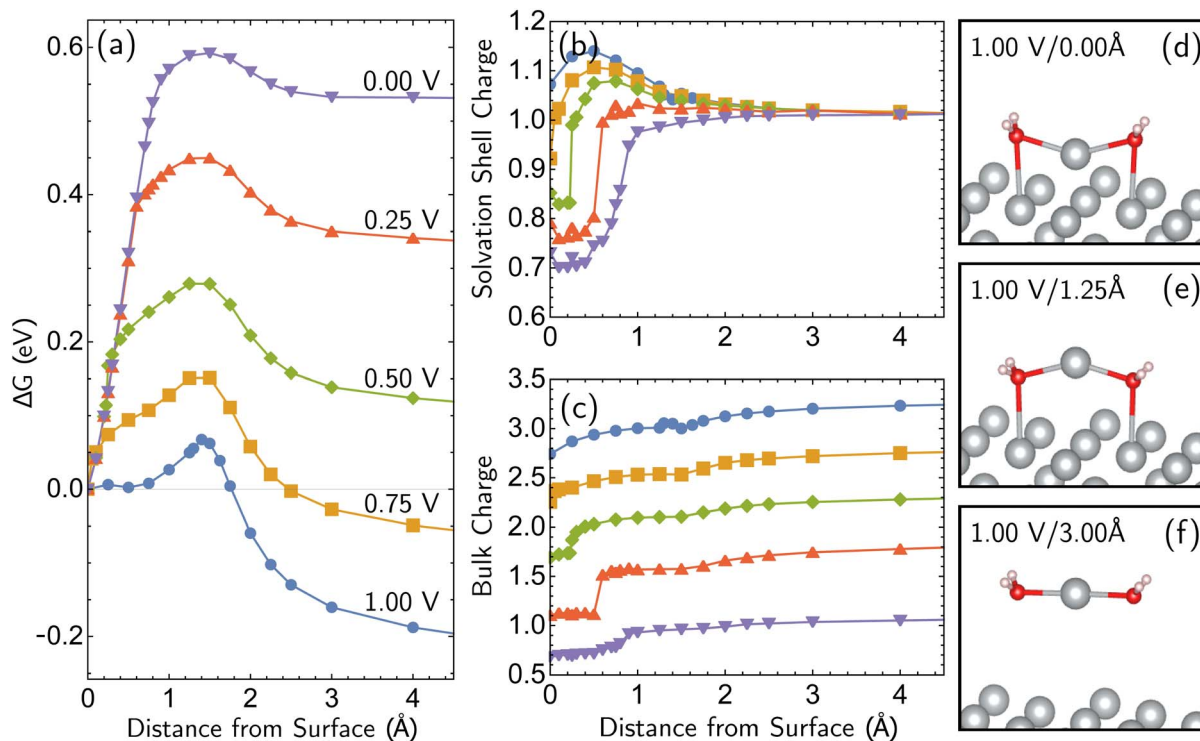 (a)
ΔG (eV)
0.6
0.4
0.2
0.0
-0.2
0.00 V
0.25 V
0.50 V
0.75 V
1.00 V
0 1 2 3 4
Distance from Surface (Å)
(b)
Solvation Shell Charge
1.2
1.1
1.0
0.9
0.8
0.7
0.6
0 1 2 3 4
(c)
Bulk Charge
3.5
3.0
2.5
2.0
1.5
1.0
0.5
0 1 2 3 4
Distance from Surface (Å)
1.00 V/0.00Å (d)
1.00 V/1.25Å (e)
1.00 V/3.00Å (f)